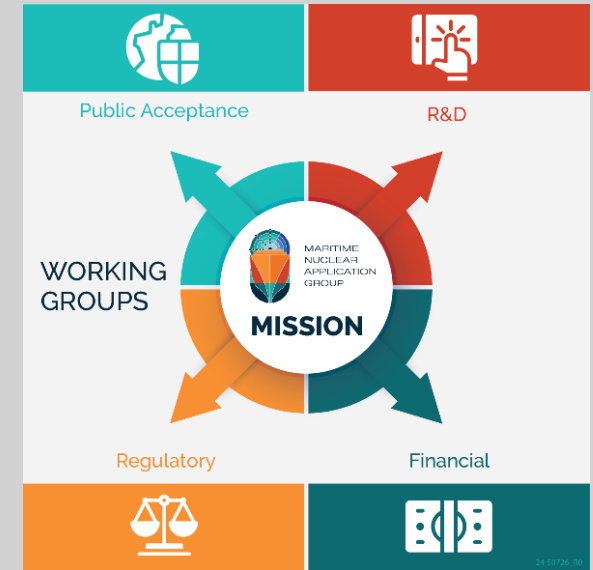 Public Acceptance
R&D
WORKING
GROUPS
MARITIME
NUCLEAR
APPLICATION
GROUP
MISSION
Regulatory
Financial